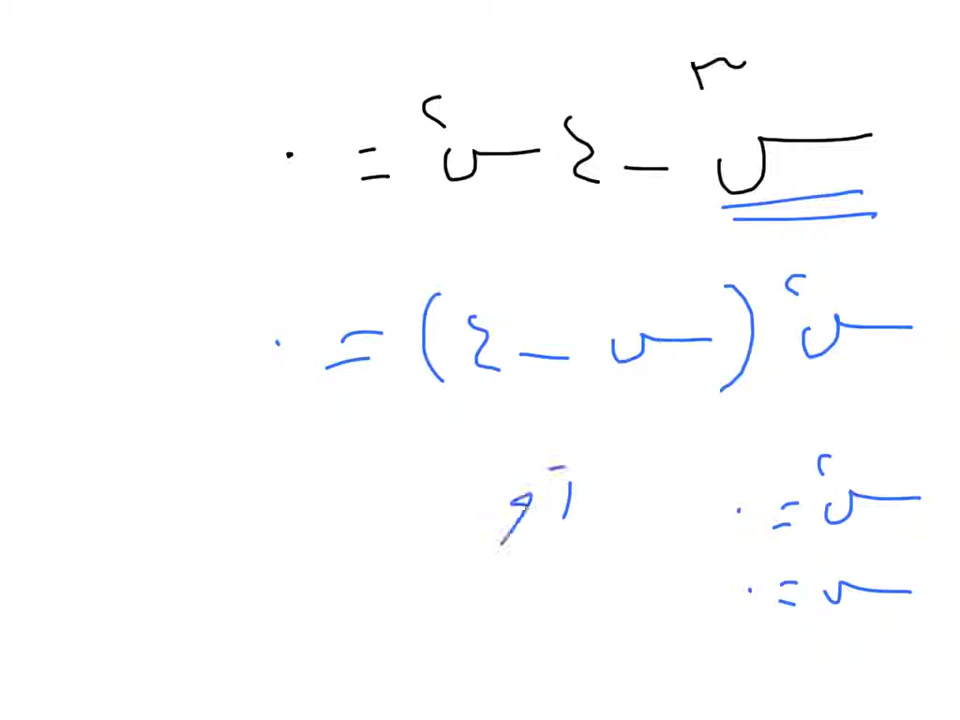 س٣ - ٤س٢ = ٠
س٢ (س - ٤) = ٠
أو
س٢ = ٠
س = ٠